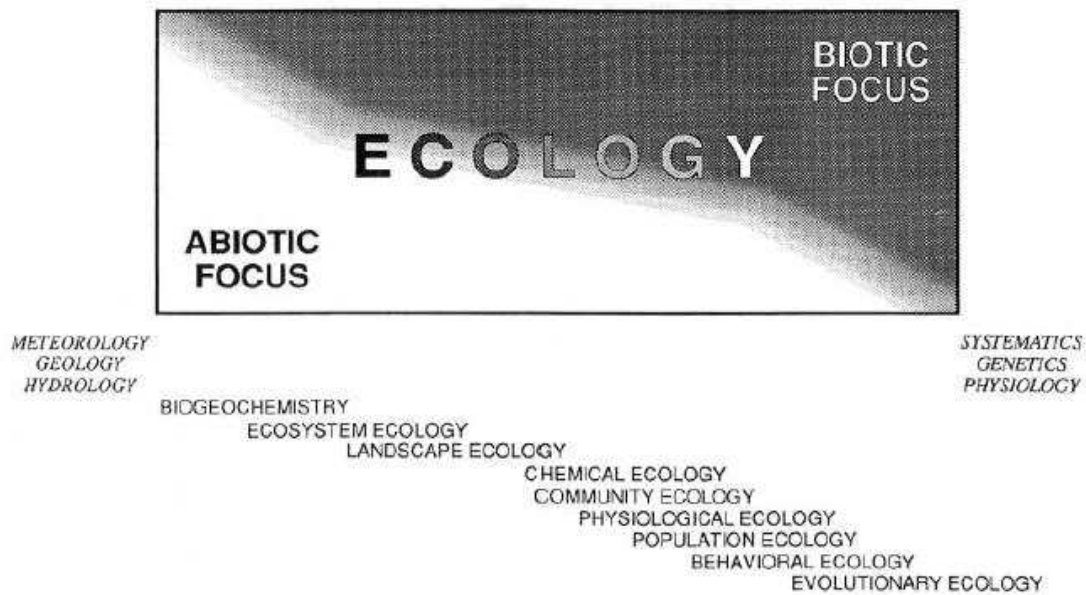 BIOTIC
FOCUS
ECOLOGY
ABIOTIC
FOCUS
METEOROLOGY
GEOLOGY
HYDROLOGY
SYSTEMATICS
GENETICS
PHYSIOLOGY
BIOGEOCHEMISTRY
ECOSYSTEM ECOLOGY
LANDSCAPE ECOLOGY
CHEMICAL ECOLOGY
COMMUNITY ECOLOGY
PHYSIOLOGICAL ECOLOGY
POPULATION ECOLOGY
BEHAVIORAL ECOLOGY
EVOLUTIONARY ECOLOGY